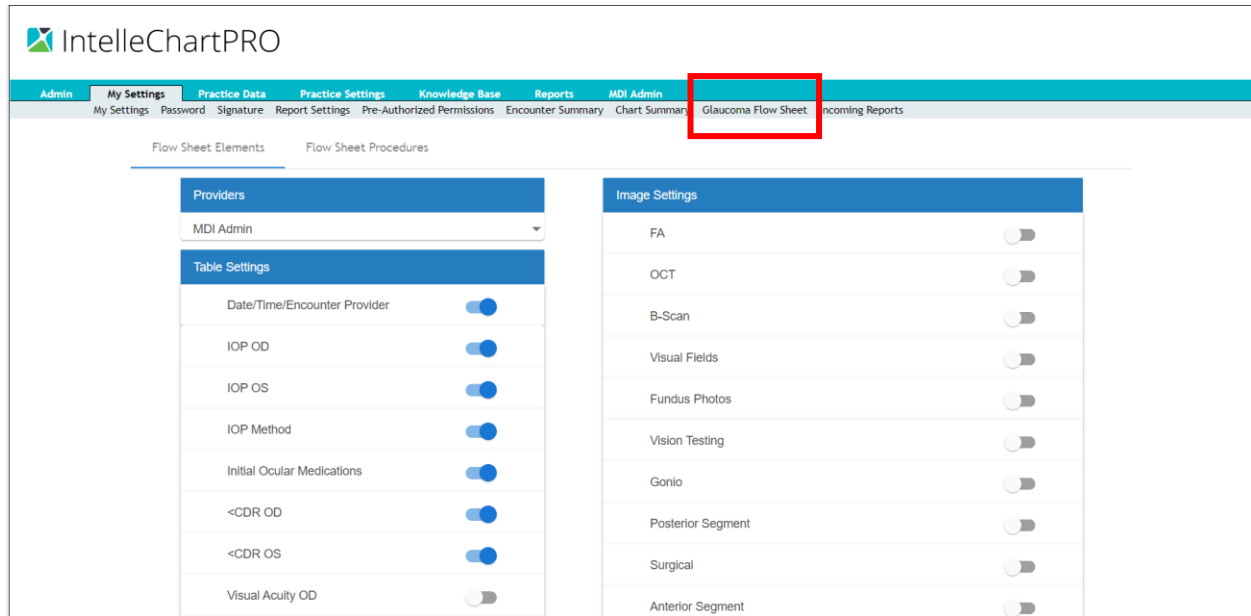 IntelleChartPRO
Admin My Settings Practice Data Practice Settings Knowledge Base Reports MDI Admin
My Settings Password Signature Report Settings Pre-Authorized Permissions Encounter Summary Chart Summary Glaucoma Flow Sheet ncoming Reports
Flow Sheet Elements Flow Sheet Procedures
Providers
MDI Admin
Table Settings
Date/Time/Encounter Provider
IOP OD
IOP OS
IOP Method
Initial Ocular Medications
<CDR OD
<CDR OS
Visual Acuity OD
Image Settings
FA
OCT
B-Scan
Visual Fields
Fundus Photos
Vision Testing
Gonio
Posterior Segment
Surgical
Anterior Segment